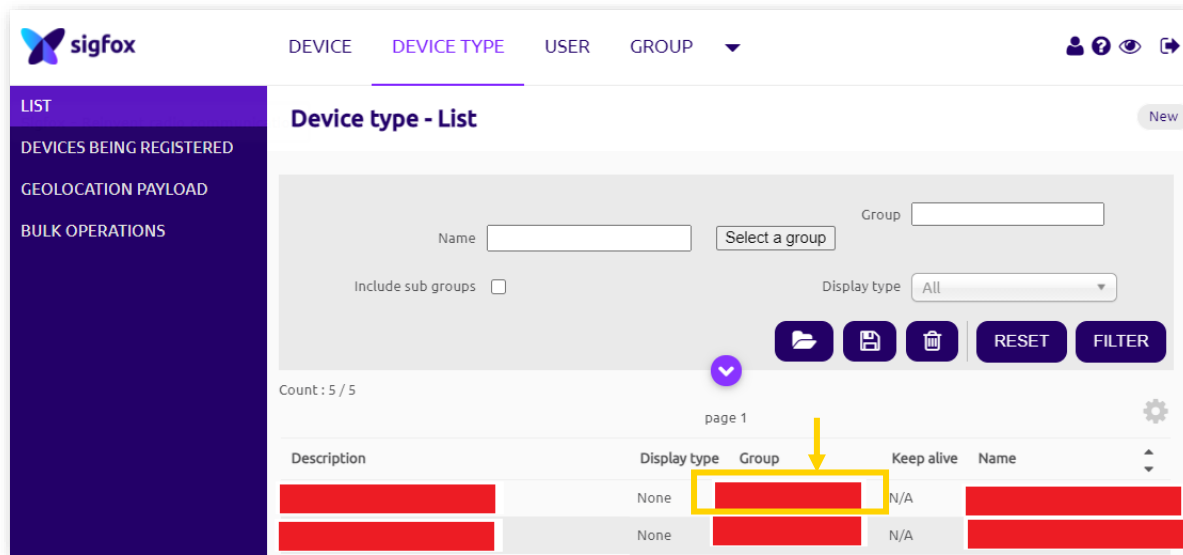 sigfox
DEVICE DEVICE TYPE USER GROUP
LIST
DEVICES BEING REGISTERED
GEOLOCATION PAYLOAD
BULK OPERATIONS
Device type - List
New
Group
Name
Select a group
Include sub groups
Display type All
RESET FILTER
Count : 5 / 5
page 1
Description Display type Group Keep alive Name
None N/A
None N/A